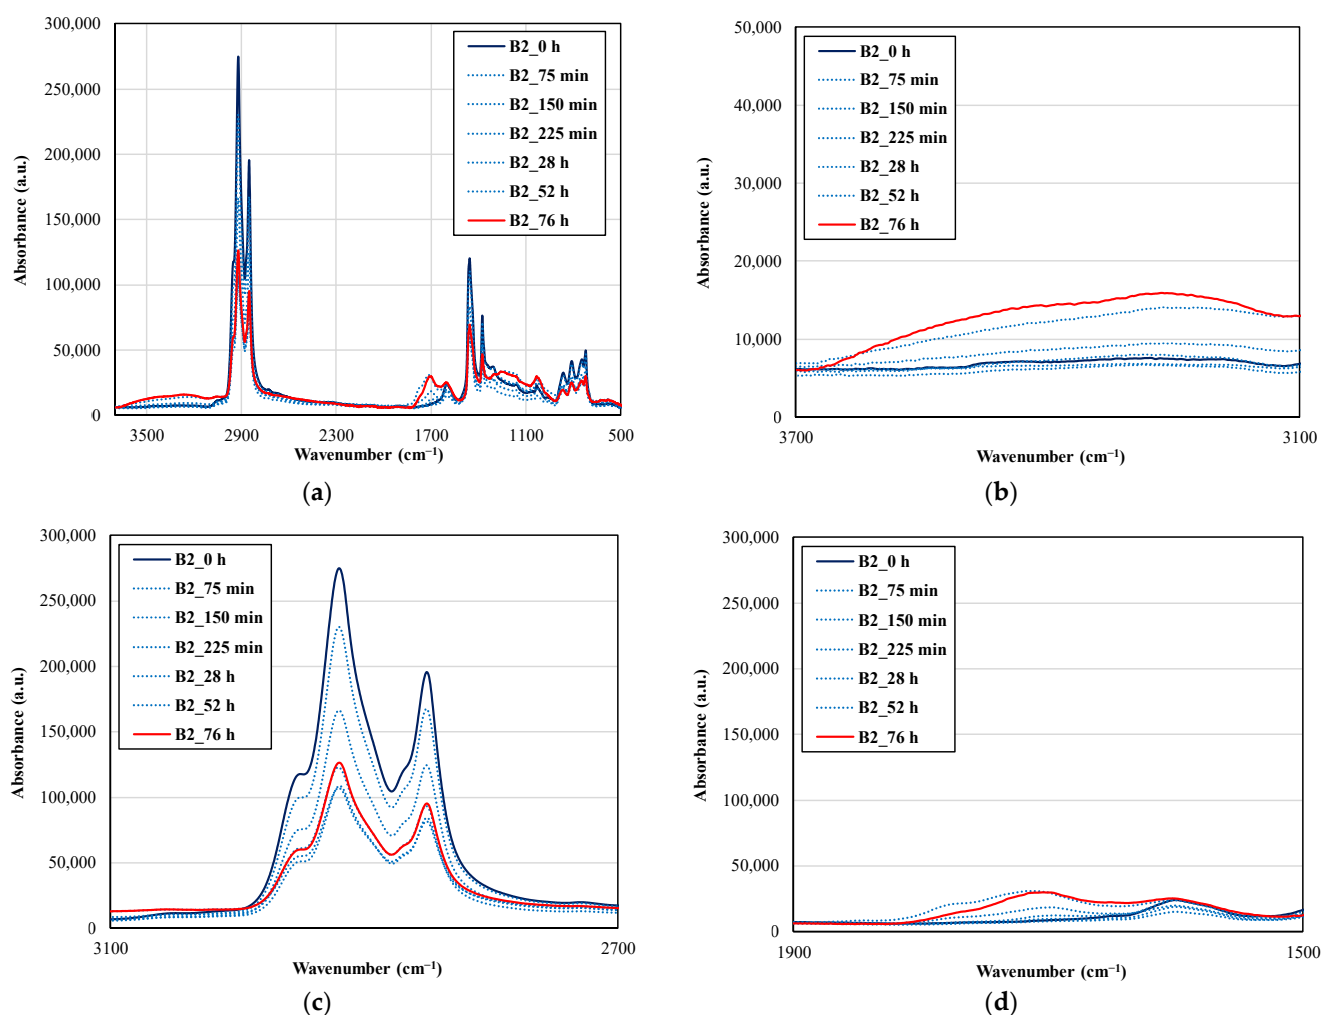 300,000
250,000
200,000
150,000
100,000
50,000
0
Absorbance (a.u.)
B2_0 h
B2_75 min
B2_150 min
B2_225 min
B2_28 h
B2_52 h
B2_76 h
3500 2900 2300 1700 1100 500
Wavenumber (cm⁻¹)
(a)
50,000
40,000
30,000
20,000
10,000
0
Absorbance (a.u.)
B2_0 h
B2_75 min
B2_150 min
B2_225 min
B2_28 h
B2_52 h
B2_76 h
3700 3100
Wavenumber (cm⁻¹)
(b)
300,000
250,000
200,000
150,000
100,000
50,000
0
Absorbance (a.u.)
B2_0 h
B2_75 min
B2_150 min
B2_225 min
B2_28 h
B2_52 h
B2_76 h
3100 2700
Wavenumber (cm⁻¹)
(c)
300,000
250,000
200,000
150,000
100,000
50,000
0
Absorbance (a.u.)
B2_0 h
B2_75 min
B2_150 min
B2_225 min
B2_28 h
B2_52 h
B2_76 h
1900 1500
Wavenumber (cm⁻¹)
(d)